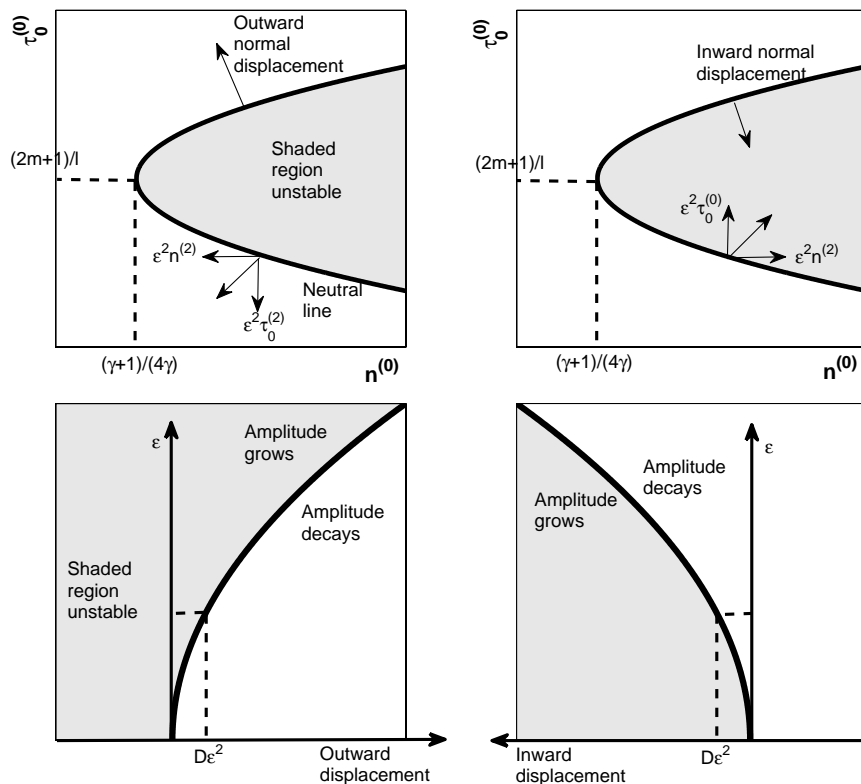 τ₀⁽⁰⁾
Outward
normal
displacement
(2m+1)/l
Shaded
region
unstable
ε²n⁽²⁾
ε²τ₀⁽²⁾
Neutral
line
(γ+1)/(4γ)
n⁽⁰⁾
τ₀⁽⁰⁾
Inward normal
displacement
(2m+1)/l
ε²τ₀⁽⁰⁾
ε²n⁽²⁾
(γ+1)/(4γ)
n⁽⁰⁾
ε
Amplitude
grows
Amplitude
decays
Shaded
region
unstable
Dε²
Outward
displacement
ε
Amplitude
decays
Amplitude
grows
Inward
displacement
Dε²